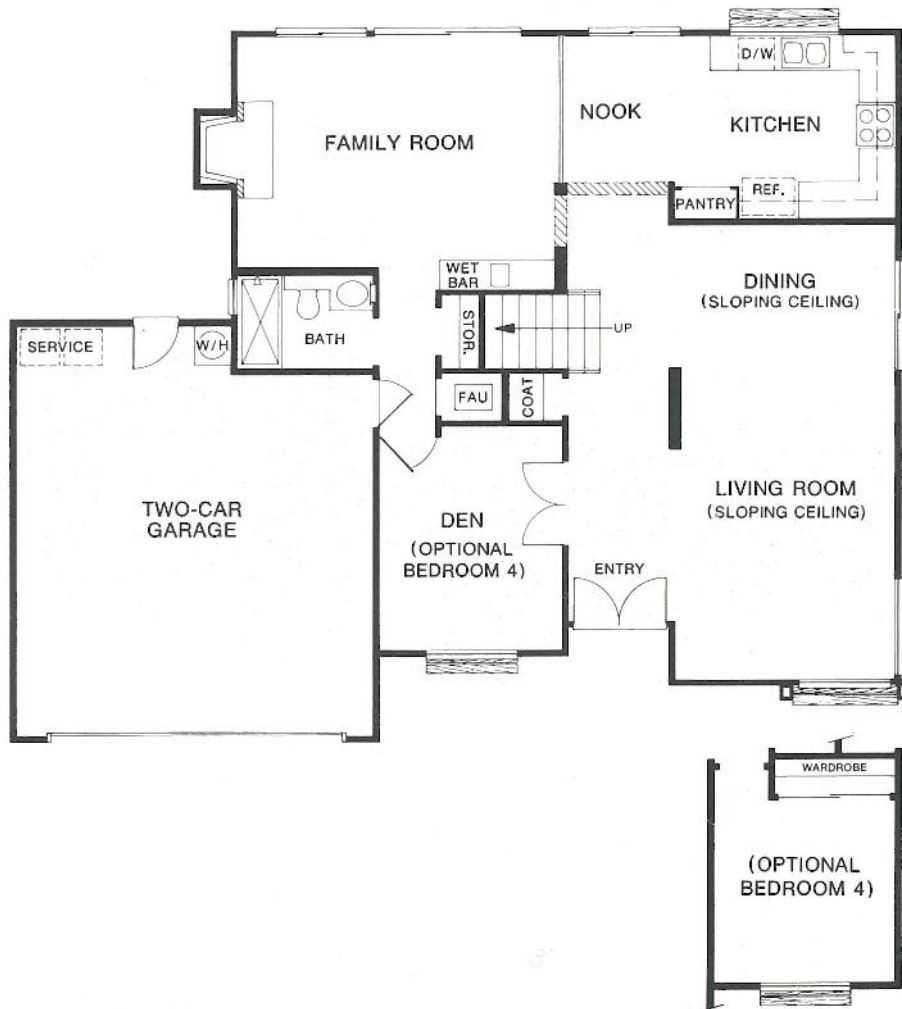 D/W
NOOK
KITCHEN
FAMILY ROOM
PANTRY
REF.
WET
BAR
DINING
(SLOPING CEILING)
STOR.
UP
BATH
SERVICE
W/H
FAU
COAT
LIVING ROOM
(SLOPING CEILING)
TWO-CAR
GARAGE
DEN
(OPTIONAL
BEDROOM 4)
ENTRY
WARDROBE
(OPTIONAL
BEDROOM 4)